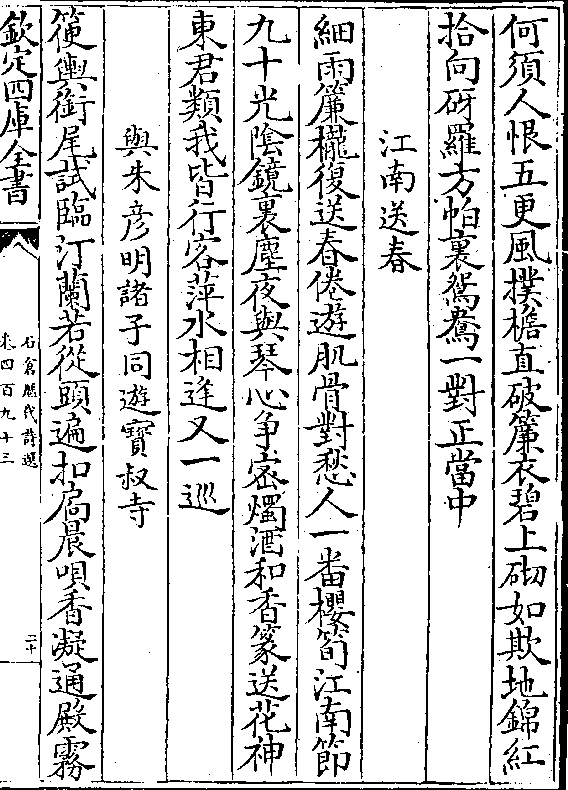 何須人恨五更風撲檐直破簾衣碧上砌如欺地錦紅
拾向砑羅方帕裏鴛鴦一對正當中
江南送春
細雨簾櫳復送春倦遊肌骨對愁人一番櫻筍江南節
九十光陰鏡裏塵夜與琴心爭宻燭酒和香篆送花神
東君類我皆行客萍水相逢又一廵
與朱彦明諸子同遊寳叔寺
箯輿銜尾試臨汀蘭若從頭遍扣扃晨唄香凝通殿霧
欽定四庫全書
石倉歴代詩選
卷四百九十三
二十